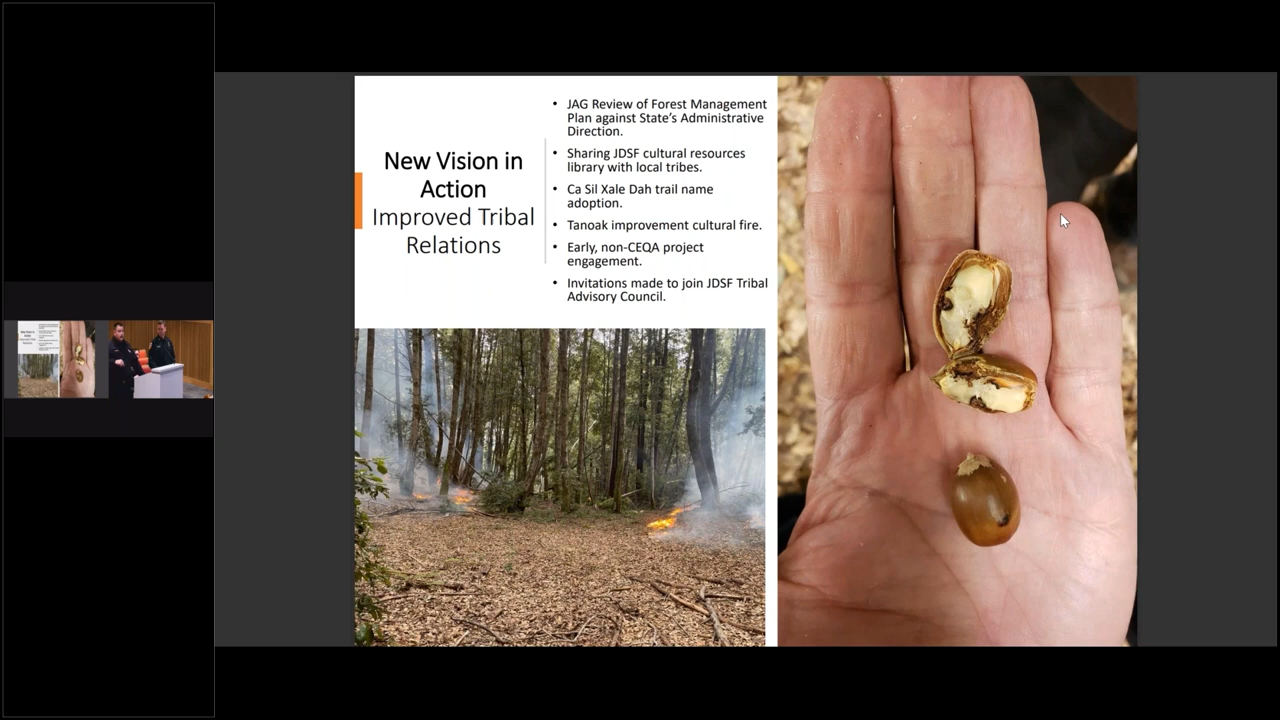 New Vision in
Action
Improved Tribal
Relations
• JAG Review of Forest Management
Plan against State's Administrative
Direction.
• Sharing JDSF cultural resources
library with local tribes.
• Ca Sil Xale Dah trail name
adoption.
• Tanoak improvement cultural fire.
• Early, non-CEQA project
engagement.
• Invitations made to join JDSF Tribal
Advisory Council.